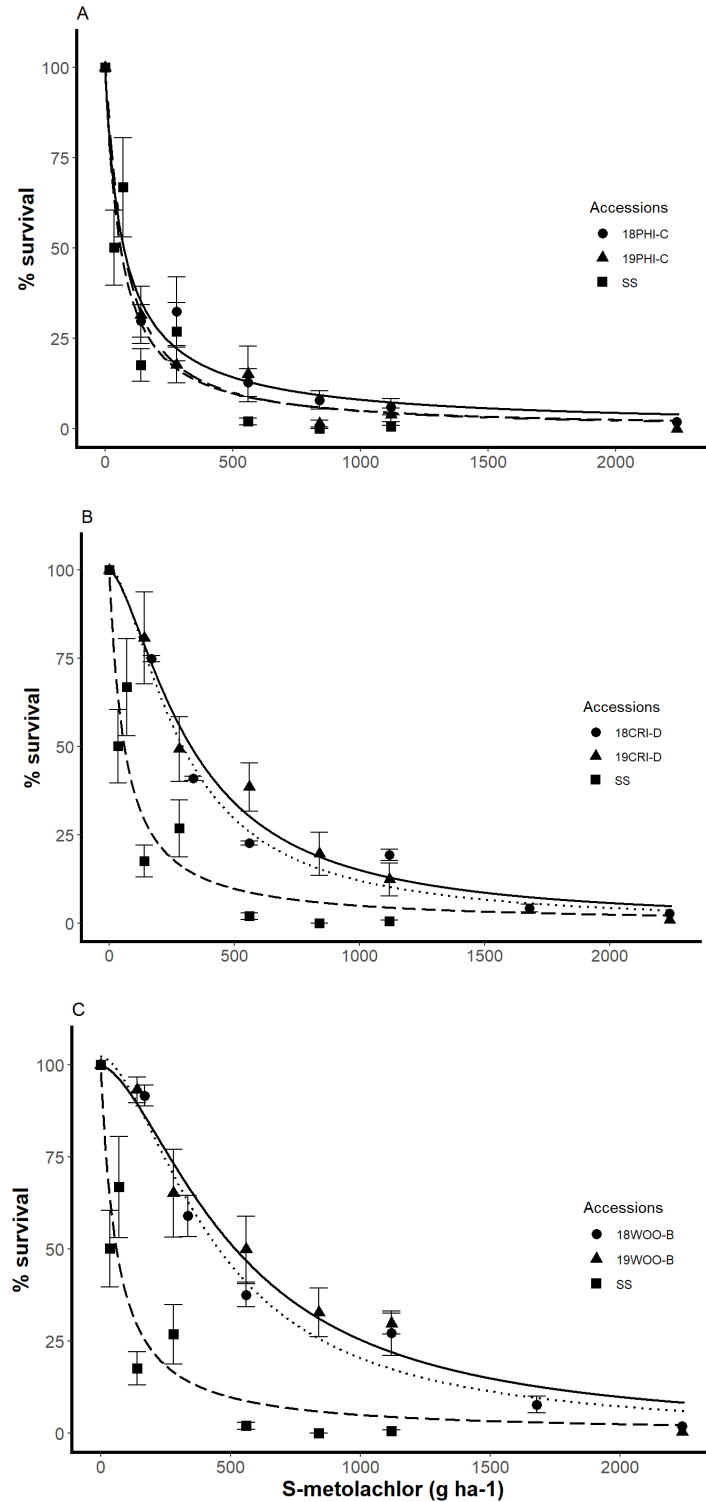 A
100
75
50
25
0
% survival
Accessions
18PHI-C
19PHI-C
SS
0 500 1000 1500 2000
B
100
75
50
25
0
% survival
Accessions
18CRI-D
19CRI-D
SS
0 500 1000 1500 2000
C
100
75
50
25
0
% survival
Accessions
18WOO-B
19WOO-B
SS
0 500 1000 1500 2000
S-metolachlor (g ha-1)